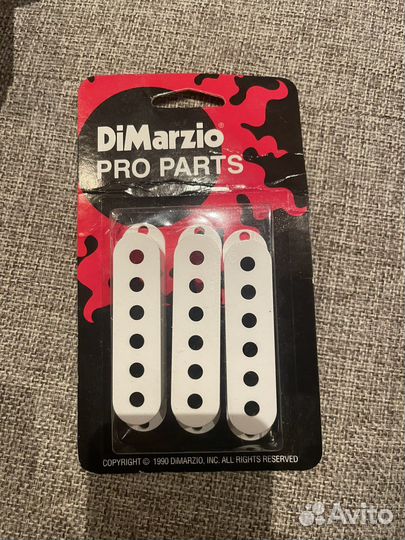 DiMarzio®
PRO PARTS
COPYRIGHT © 1990 DIMARZIO, INC. ALL RIGHTS RESERVED
Avito